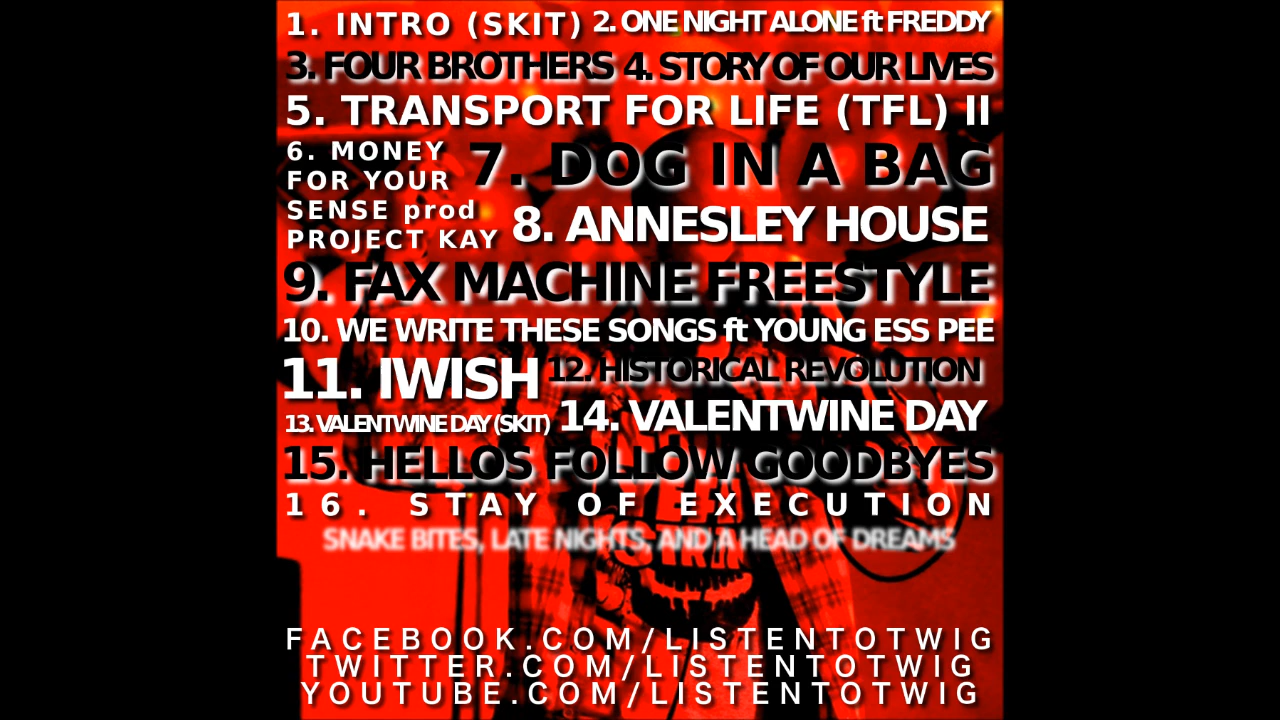 1. INTRO (SKIT) 2. ONE NIGHT ALONE ft FREDDY
3. FOUR BROTHERS 4. STORY OF OUR LIVES
5. TRANSPORT FOR LIFE (TFL) II
6. MONEY
FOR YOUR
SENSE prod
PROJECT KAY
7. DOG IN A BAG
8. ANNESLEY HOUSE
9. FAX MACHINE FREESTYLE
10. WE WRITE THESE SONGS ft YOUNG ESS PEE
11. IWISH 12. HISTORICAL REVOLUTION
13. VALENTWINE DAY (SKIT) 14. VALENTWINE DAY
15. HELLOS FOLLOW GOODBYES
16. STAY OF EXECUTION
SNAKE BITES, LATE NIGHTS, AND A HEAD OF DREAMS
FACEBOOK.COM/LISTENTOTWIG
TWITTER.COM/LISTENTOTWIG
YOUTUBE.COM/LISTENTOTWIG